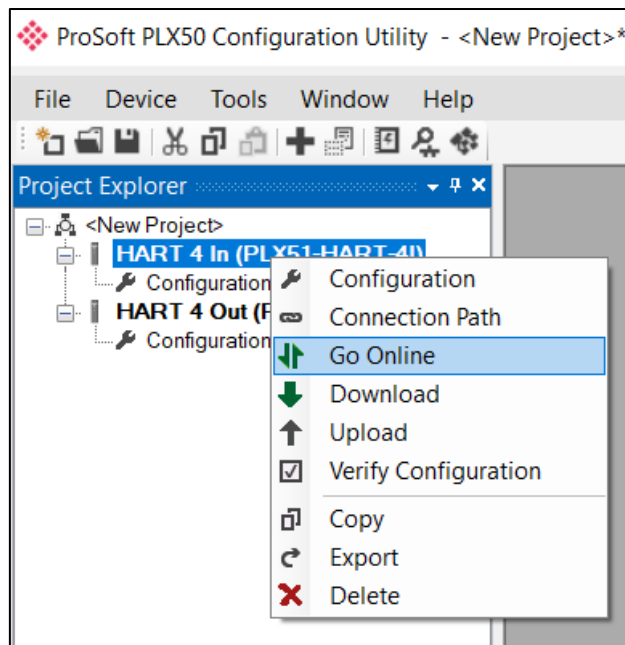 ProSoft PLX50 Configuration Utility - <New Project>*
File Device Tools Window Help
Project Explorer
<New Project>
HART 4 In (PLX51-HART-4I)
Configuration
HART 4 Out (
Configuration
Configuration
Connection Path
Go Online
Download
Upload
Verify Configuration
Copy
Export
Delete